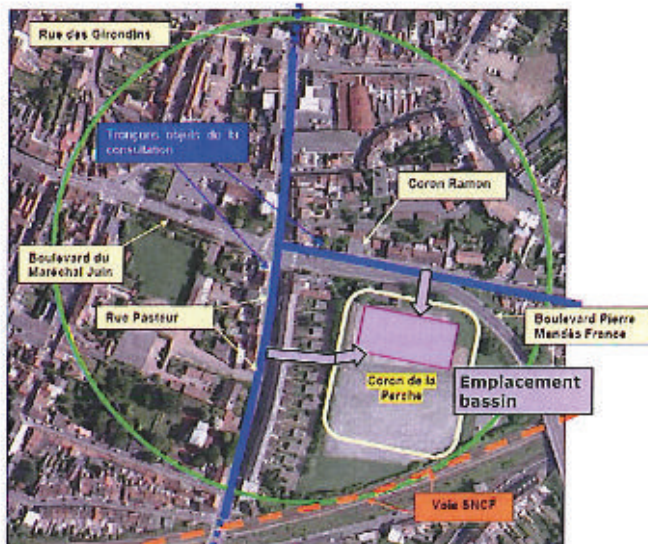 Rue des Girondins
Tronçons objets de la
consultation
Coron Ramon
Boulevard du
Maréchal Juin
Rue Pasteur
Boulevard Pierre
Mendès France
Coron de la
Perche
Emplacement
bassin
Voie SNCF